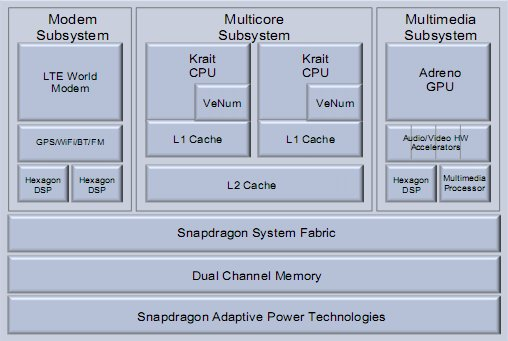 Modem
Subsystem
LTE World
Modem
GPS/WiFi/BT/FM
Hexagon
DSP
Hexagon
DSP
Multicore
Subsystem
Krait
CPU
VeNum
L1 Cache
Krait
CPU
VeNum
L1 Cache
L2 Cache
Multimedia
Subsystem
Adreno
GPU
Audio/Video HW
Accelerators
Hexagon
DSP
Multimedia
Processor
Snapdragon System Fabric
Dual Channel Memory
Snapdragon Adaptive Power Technologies